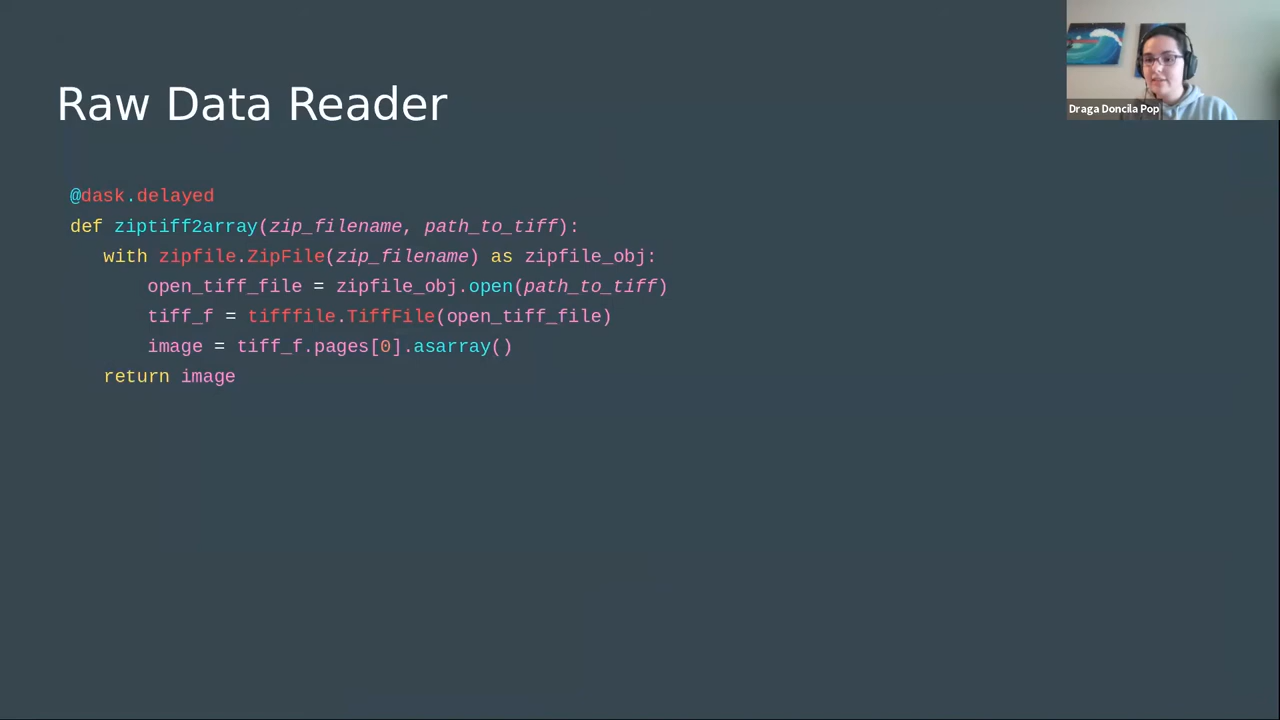 Raw Data Reader
@dask.delayed
def ziptiff2array(zip_filename, path_to_tiff):
with zipfile.ZipFile(zip_filename) as zipfile_obj:
open_tiff_file = zipfile_obj.open(path_to_tiff)
tiff_f = tifffile.TiffFile(open_tiff_file)
image = tiff_f.pages[0].asarray()
return image
Draga Doncila Pop